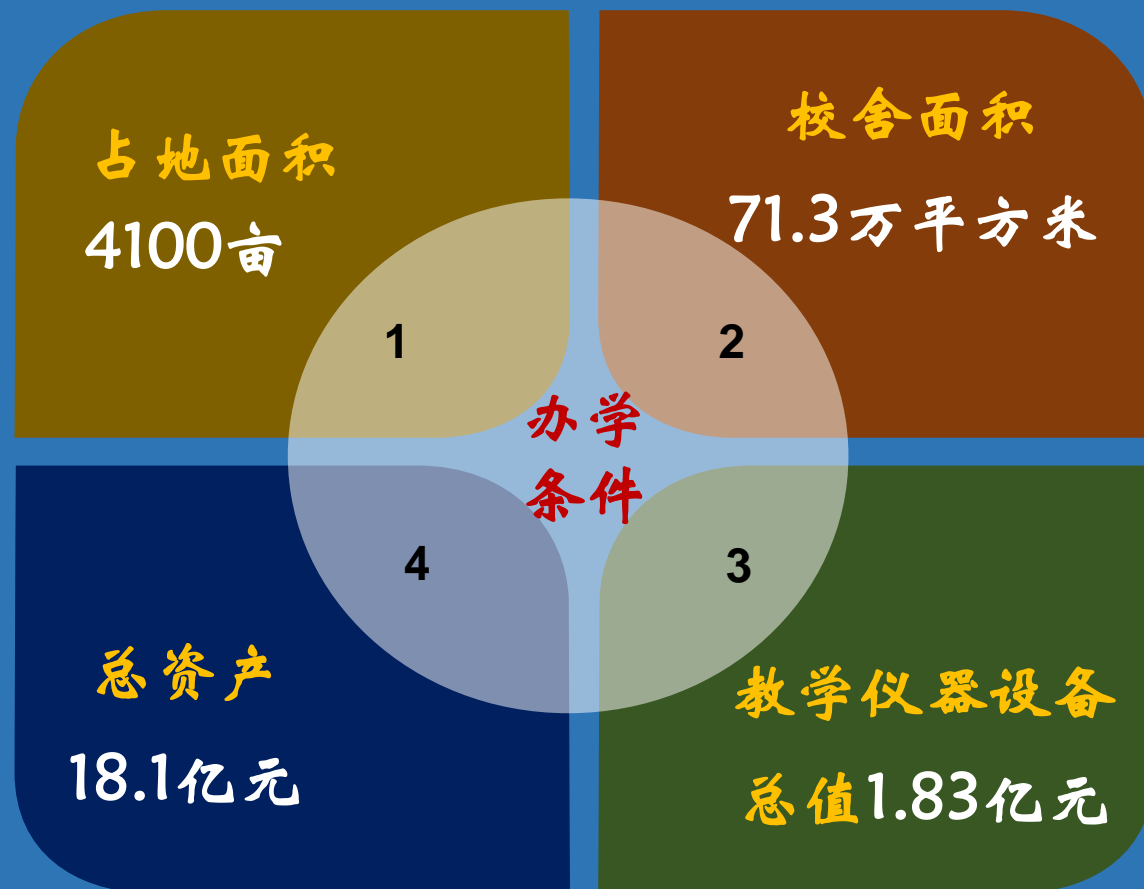 占地面积
4100亩
1
校舍面积
71.3万平方米
2
办学
条件
4
总资产
18.1亿元
3
教学仪器设备
总值1.83亿元